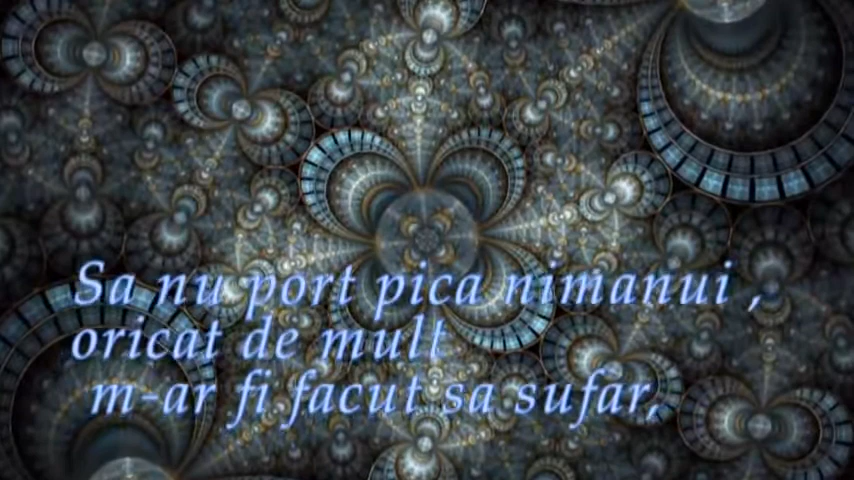 Sa nu port pica nimanui ,
oricat de mult
m-ar fi facut sa sufar,